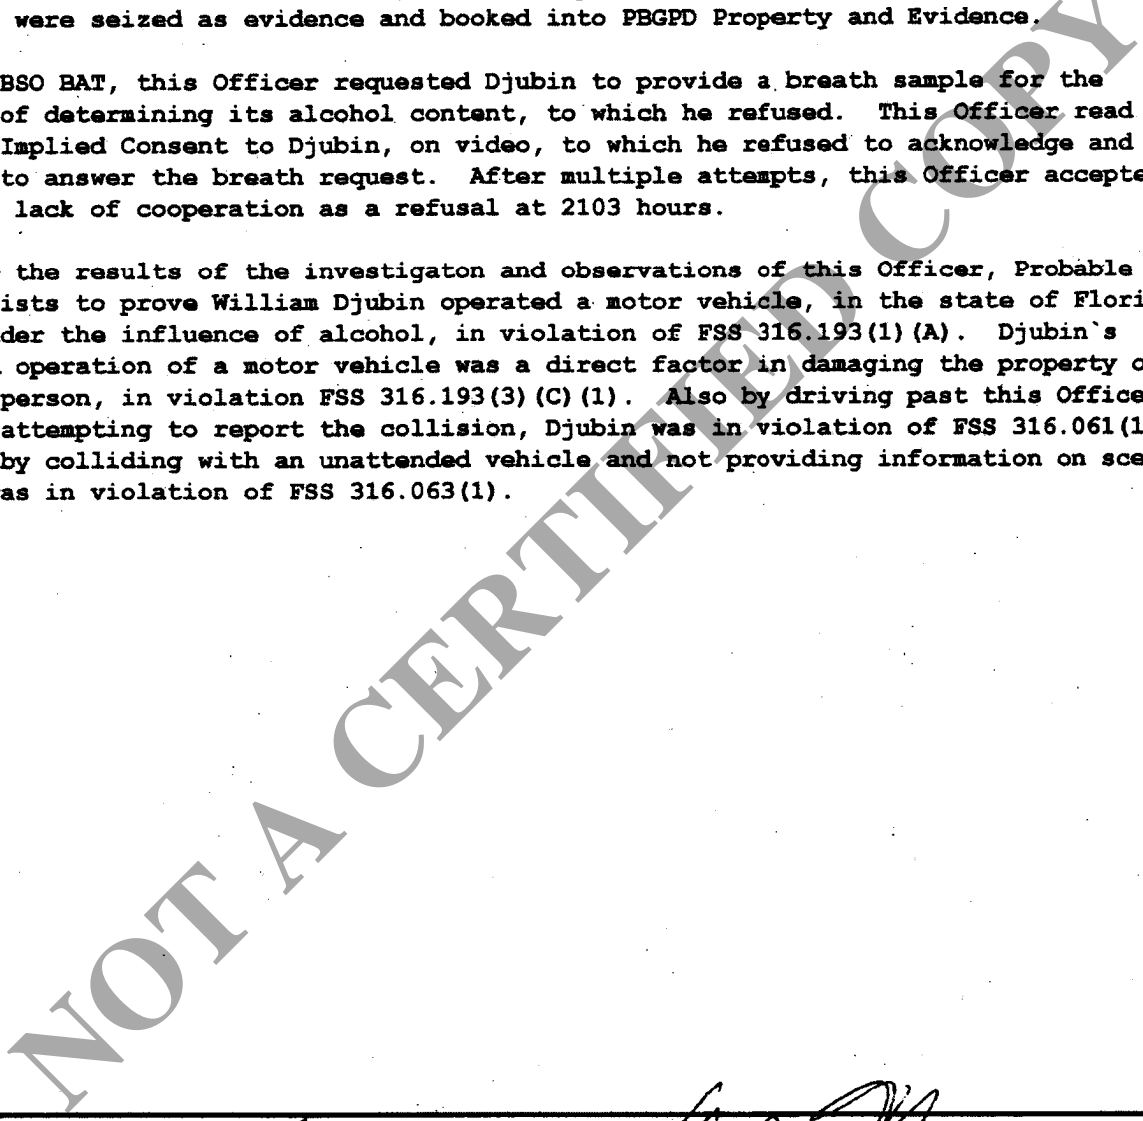 were seized as evidence and booked into PBGPD Property and Evidence.
BSO BAT, this Officer requested Djubin to provide a breath sample for the
of determining its alcohol content, to which he refused. This Officer read
Implied Consent to Djubin, on video, to which he refused to acknowledge and
to answer the breath request. After multiple attempts, this Officer accepte
lack of cooperation as a refusal at 2103 hours.
the results of the investigaton and observations of this Officer, Probable
ists to prove William Djubin operated a motor vehicle, in the state of Flori
der the influence of alcohol, in violation of FSS 316.193(1)(A). Djubin`s
operation of a motor vehicle was a direct factor in damaging the property o
person, in violation FSS 316.193(3)(C)(1). Also by driving past this Office
attempting to report the collision, Djubin was in violation of FSS 316.061(1
by colliding with an unattended vehicle and not providing information on sce
as in violation of FSS 316.063(1).
NOT A CERTIFIED COPY